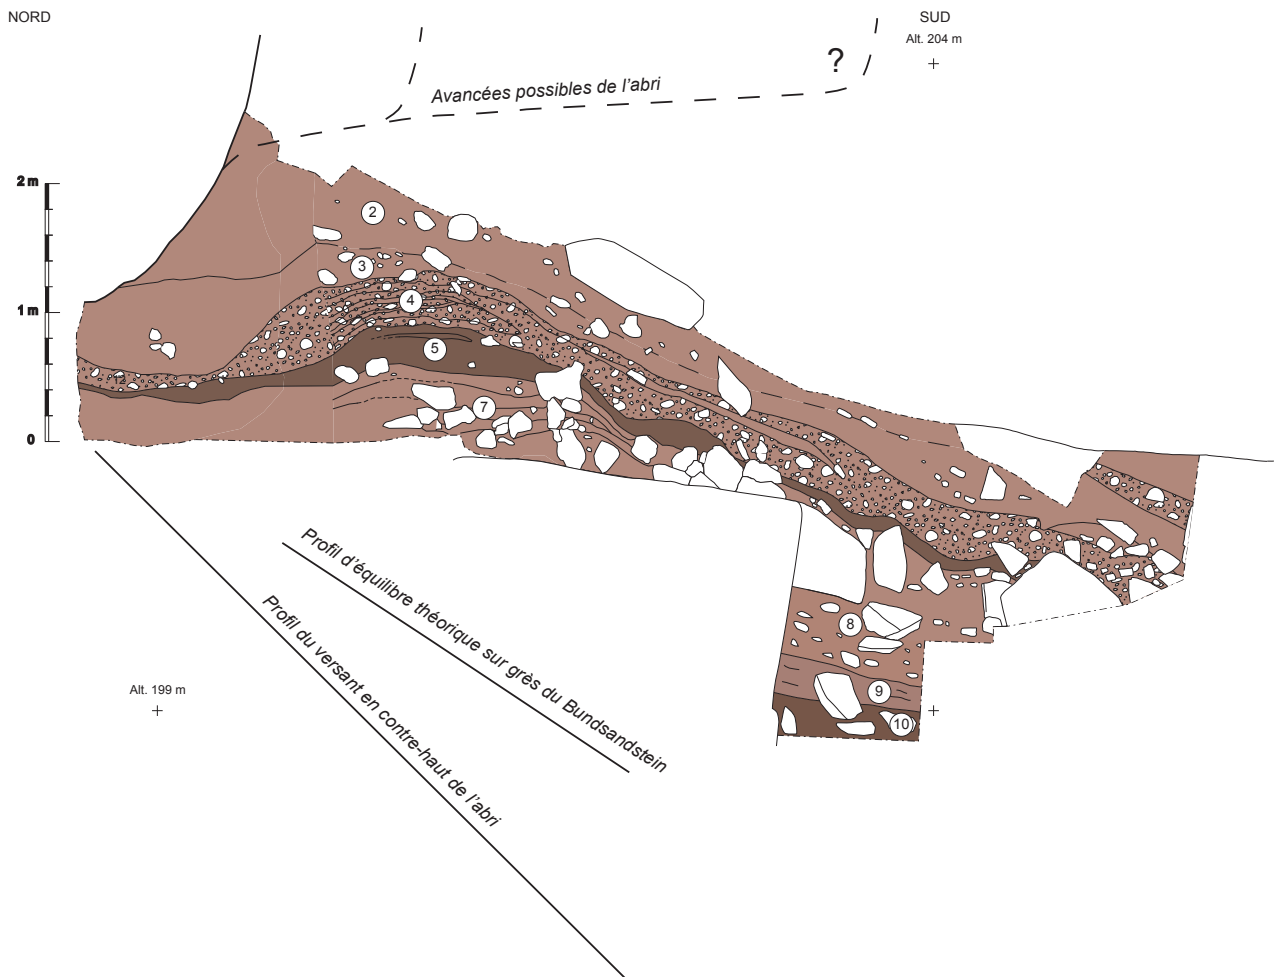 NORD
SUD
Alt. 204 m
?
Avancées possibles de l'abri
2 m
2
3
1 m
4
5
12
7
0
Profil d'équilibre théorique sur grès du Bundsandstein
Profil du versant en contre-haut de l'abri
8
Alt. 199 m
9
10